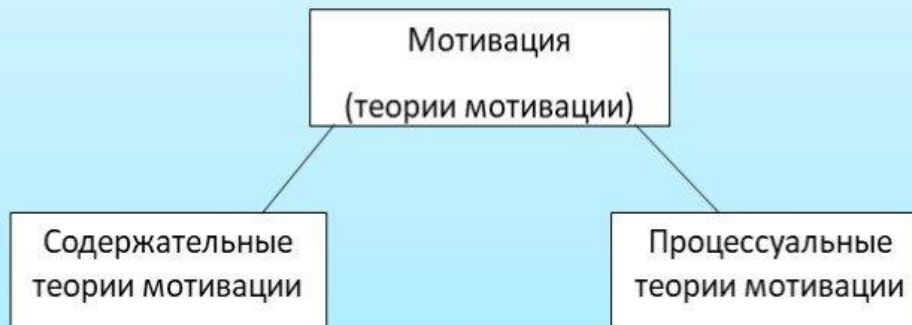 Мотивация
(теории мотивации)
Содержательные
теории мотивации
Процессуальные
теории мотивации